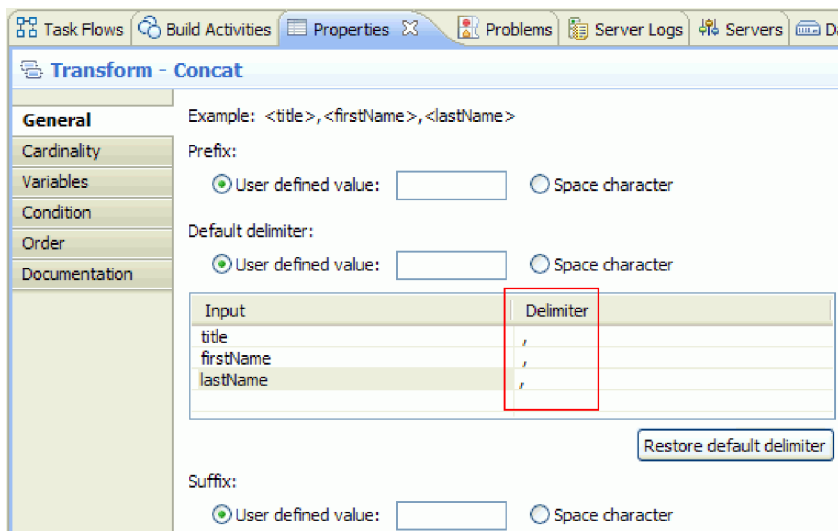 Task Flows Build Activities Properties Problems Server Logs Servers Da
Transform - Concat
General
Cardinality
Variables
Condition
Order
Documentation
Example: <title>,<firstName>,<lastName>
Prefix:
User defined value: Space character
Default delimiter:
User defined value: Space character
Input Delimiter
title ,
firstName ,
lastName ,
Restore default delimiter
Suffix:
User defined value: Space character